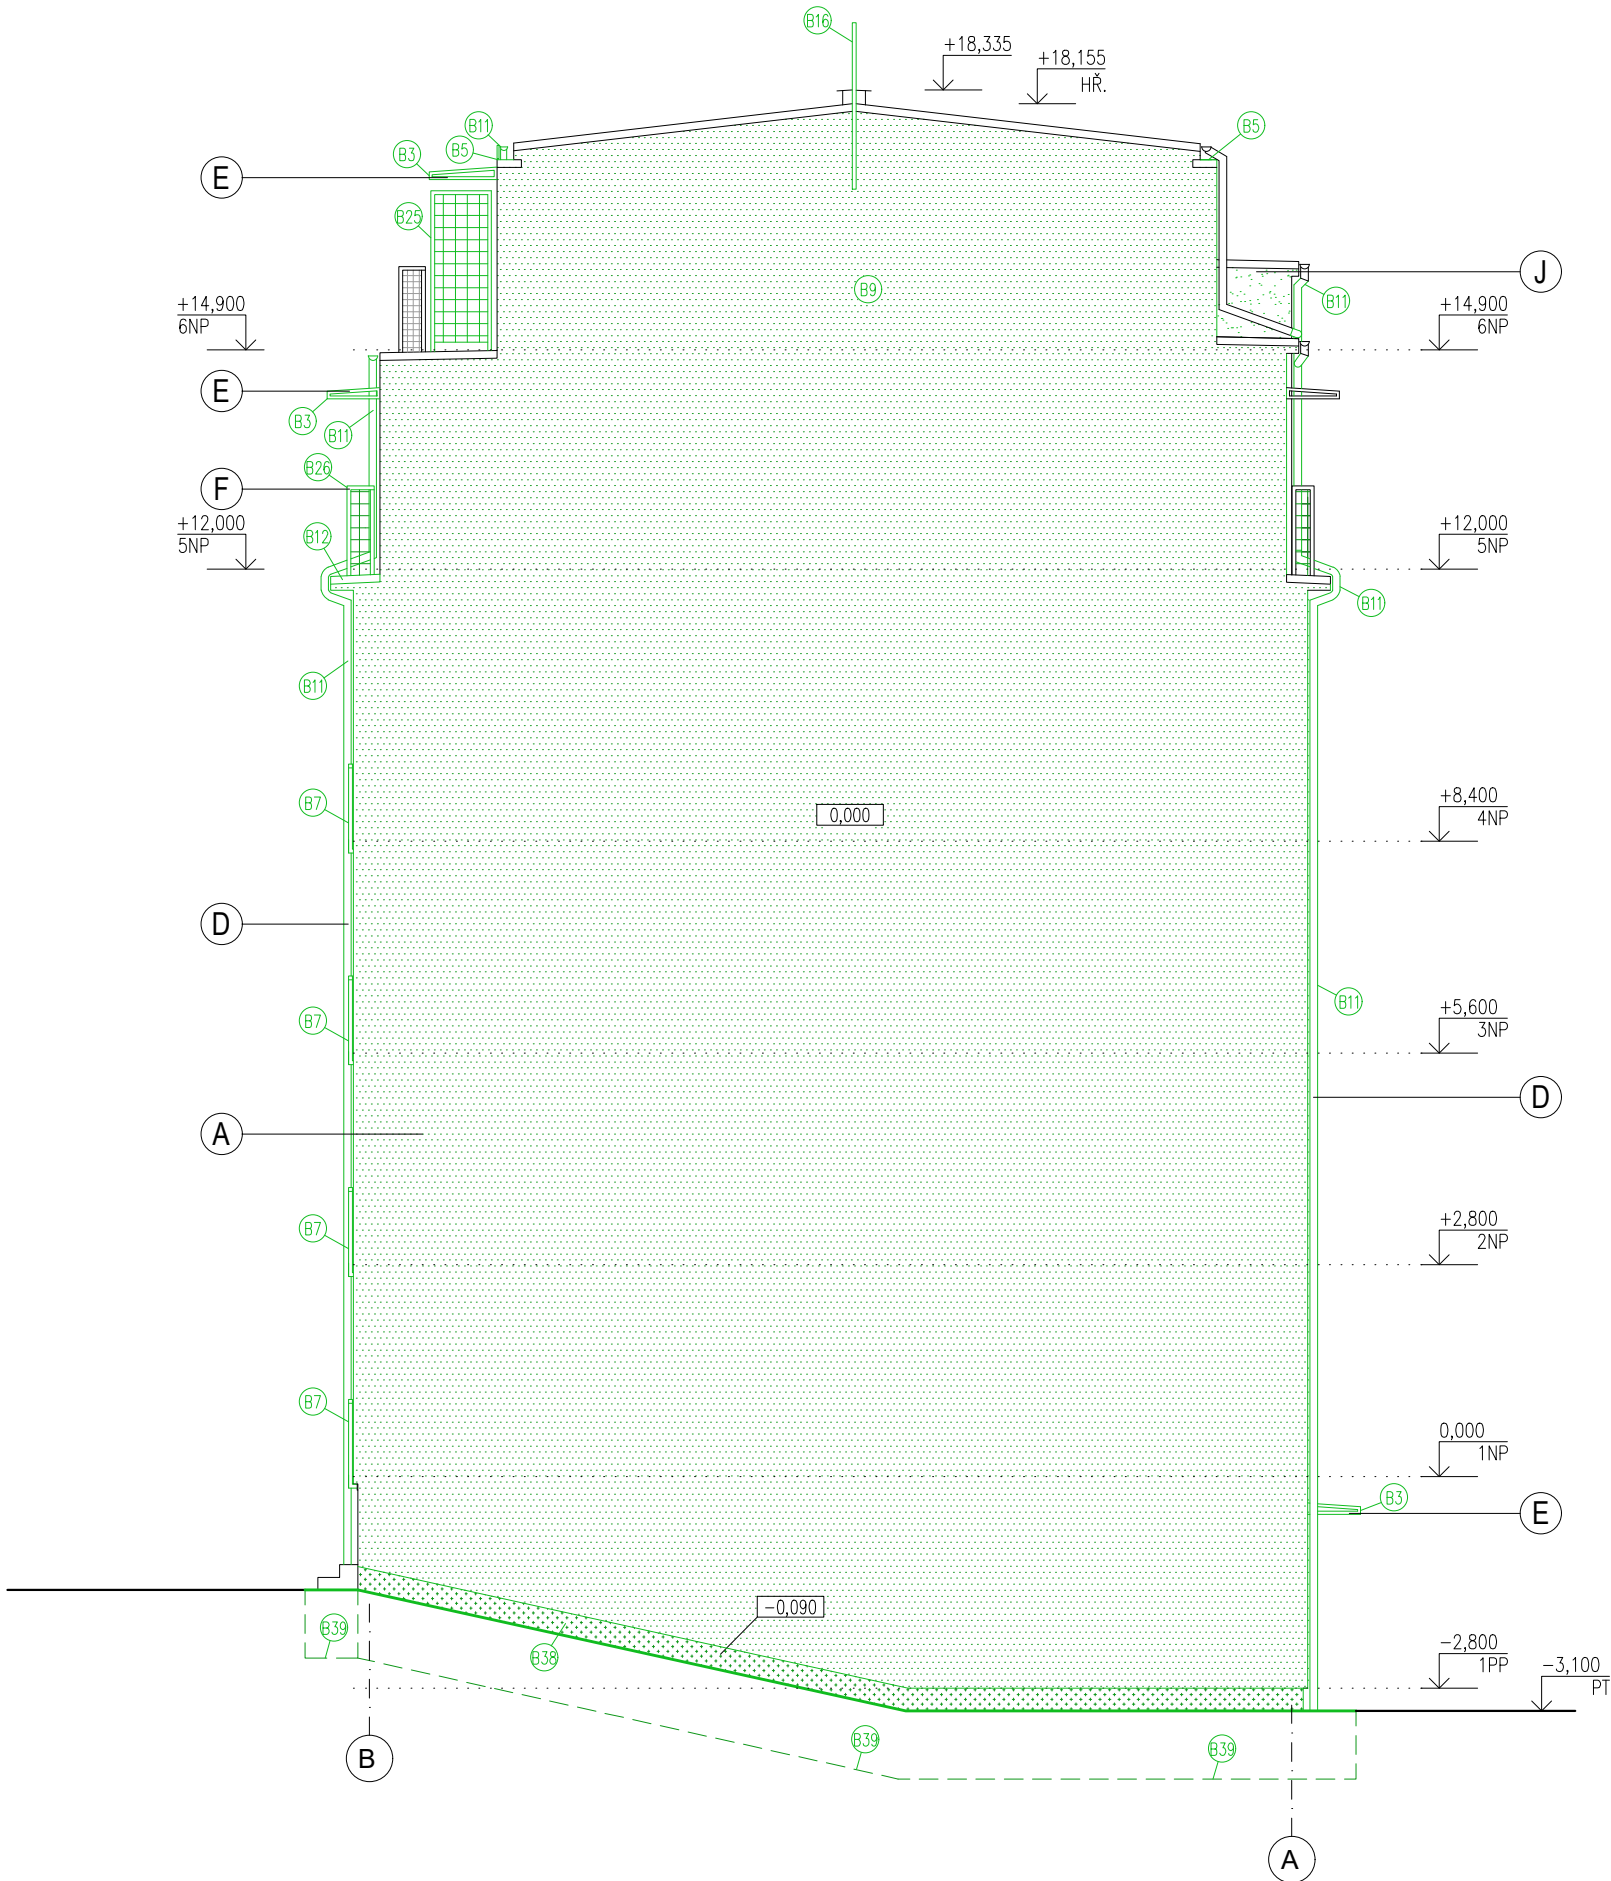 B16
+18,335
+18,155
HŘ.
B11
B5
B5
B3
E
B25
J
B9
B11
+14,900
6NP
+14,900
6NP
E
B3
B11
B26
F
+12,000
5NP
B12
+12,000
5NP
B11
B11
B7
0,000
+8,400
4NP
D
B11
B7
+5,600
3NP
D
A
B7
+2,800
2NP
B7
0,000
1NP
B3
E
-0,090
B39
B38
-2,800
1PP
-3,100
PT
B39
B39
B
A